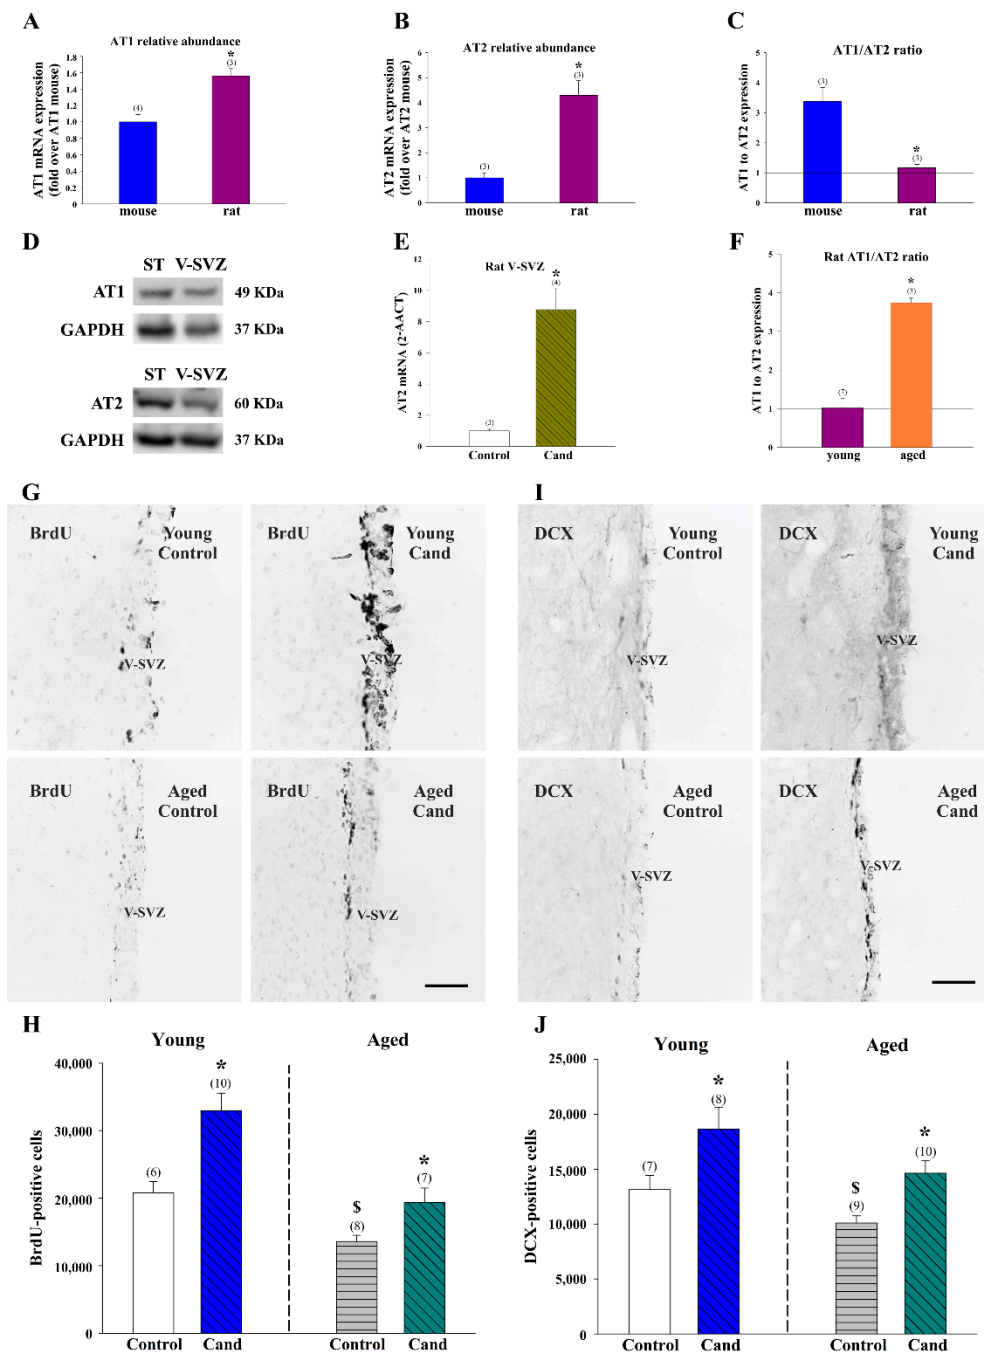 A
AT1 relative abundance
AT1 mRNA expression
(fold over AT1 mouse)
1.8
1.6
1.4
1.2
1.0
0.8
0.6
0.4
0.2
0
(4)
*
(3)
mouse
rat
B
AT2 relative abundance
AT2 mRNA expression
(fold over AT2 mouse)
6
5
4
3
2
1
0
(3)
*
(3)
mouse
rat
C
AT1/AT2 ratio
AT1 to AT2 expression
5
4
3
2
1
0
(3)
*
(3)
mouse
rat
D
ST V-SVZ
AT1
49 KDa
GAPDH
37 KDa
ST V-SVZ
AT2
60 KDa
GAPDH
37 KDa
E
Rat V-SVZ
AT2 mRNA (2-AACT)
12
10
8
6
4
2
0
(3)
*
(4)
Control
Cand
F
Rat AT1/AT2 ratio
AT1 to AT2 expression
5
4
3
2
1
0
(7)
*
(3)
young
aged
G
BrdU
Young
Control
V-SVZ
BrdU
Young
Cand
V-SVZ
BrdU
Aged
Control
V-SVZ
BrdU
Aged
Cand
V-SVZ
I
DCX
Young
Control
V-SVZ
DCX
Young
Cand
V-SVZ
DCX
Aged
Control
V-SVZ
DCX
Aged
Cand
V-SVZ
H
Young
Aged
BrdU-positive cells
40,000
30,000
20,000
10,000
0
(6)
*
(10)
$
(8)
*
(7)
Control
Cand
Control
Cand
J
Young
Aged
DCX-positive cells
25,000
20,000
15,000
10,000
5,000
0
(7)
*
(8)
$
(9)
*
(10)
Control
Cand
Control
Cand